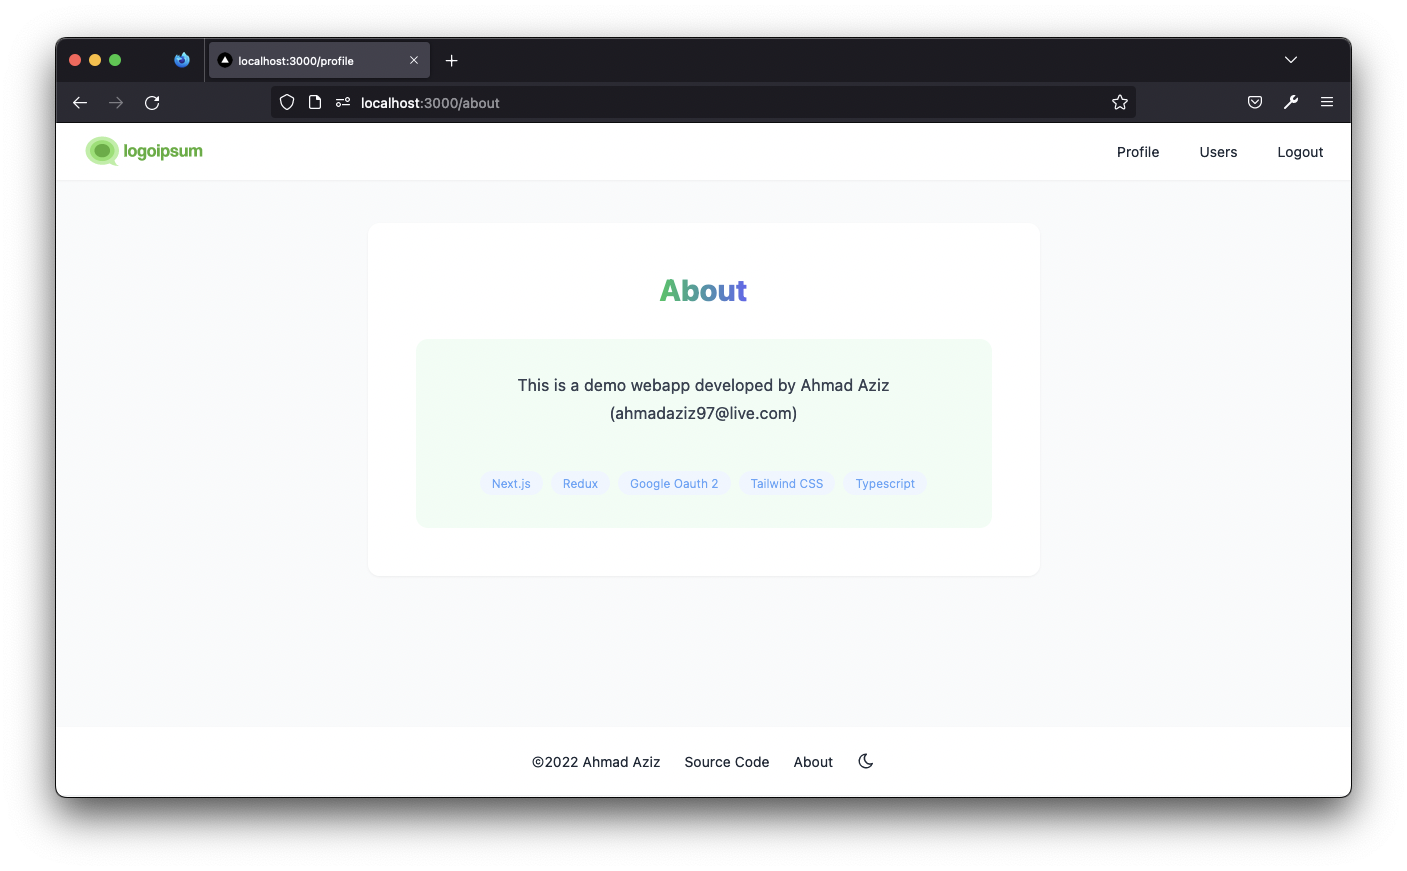 localhost:3000/profile
localhost:3000/about
logoipsum
Profile Users Logout
About
This is a demo webapp developed by Ahmad Aziz
(ahmadaziz97@live.com)
Next.js Redux Google Oauth 2 Tailwind CSS Typescript
©2022 Ahmad Aziz Source Code About